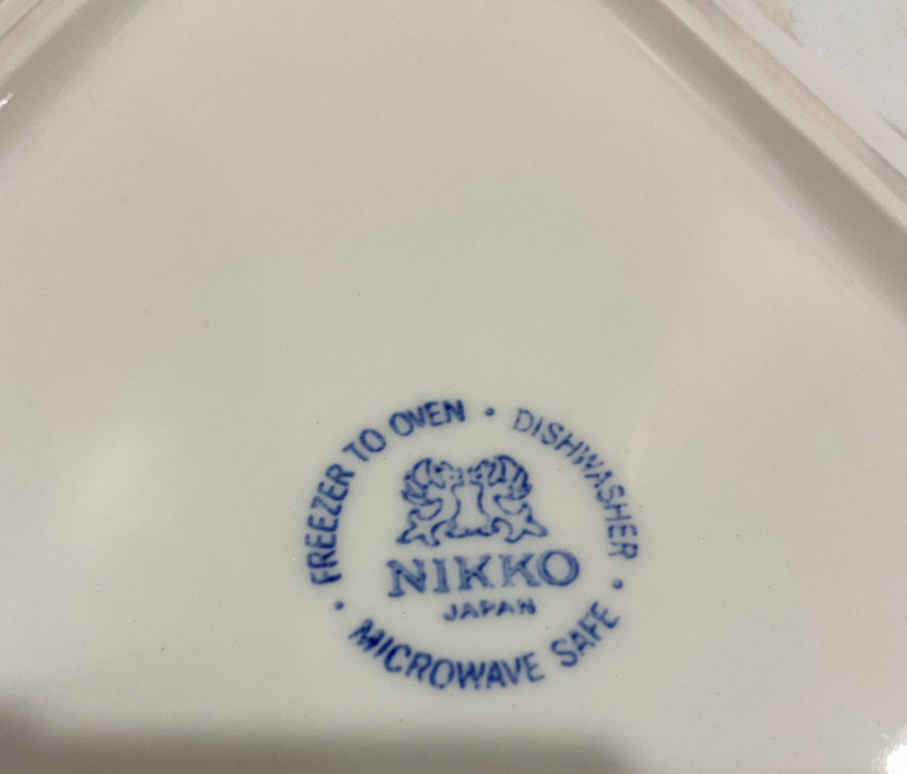 FREEZER TO OVEN • DISHWASHER •
MICROWAVE SAFE •
NIKKO
JAPAN